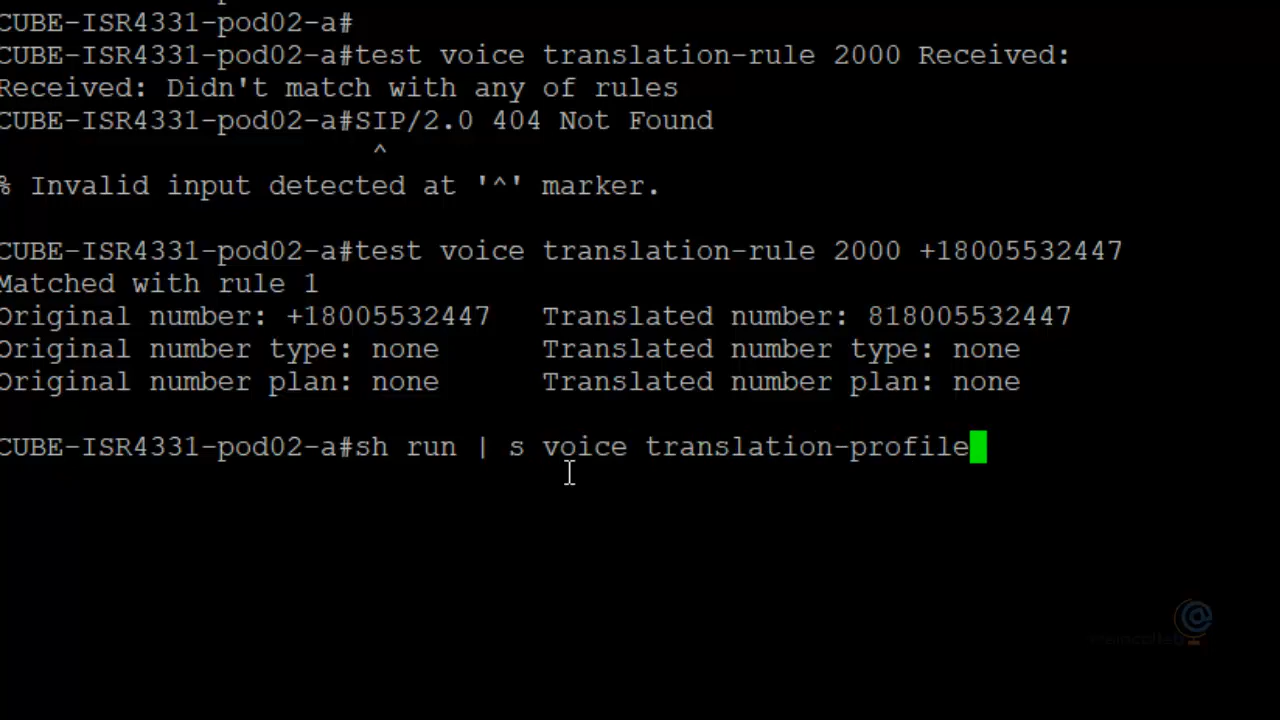 CUBE-ISR4331-pod02-a#
CUBE-ISR4331-pod02-a#test voice translation-rule 2000 Received:
Received: Didn't match with any of rules
CUBE-ISR4331-pod02-a#SIP/2.0 404 Not Found
^
% Invalid input detected at '^' marker.
CUBE-ISR4331-pod02-a#test voice translation-rule 2000 +18005532447
Matched with rule 1
Original number: +18005532447 Translated number: 818005532447
Original number type: none Translated number type: none
Original number plan: none Translated number plan: none
CUBE-ISR4331-pod02-a#sh run | s voice translation-profile